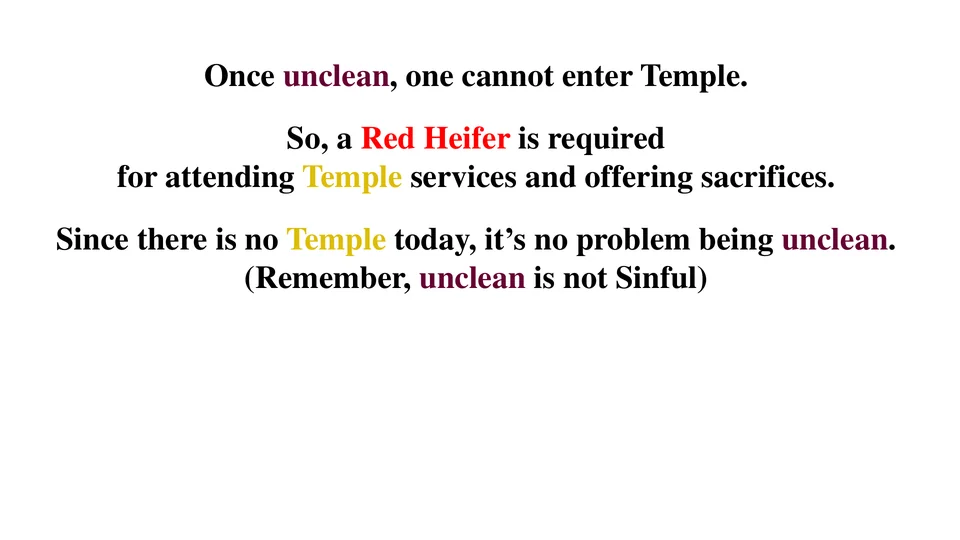 Once unclean, one cannot enter Temple.
So, a Red Heifer is required
for attending Temple services and offering sacrifices.
Since there is no Temple today, it’s no problem being unclean.
(Remember, unclean is not Sinful)